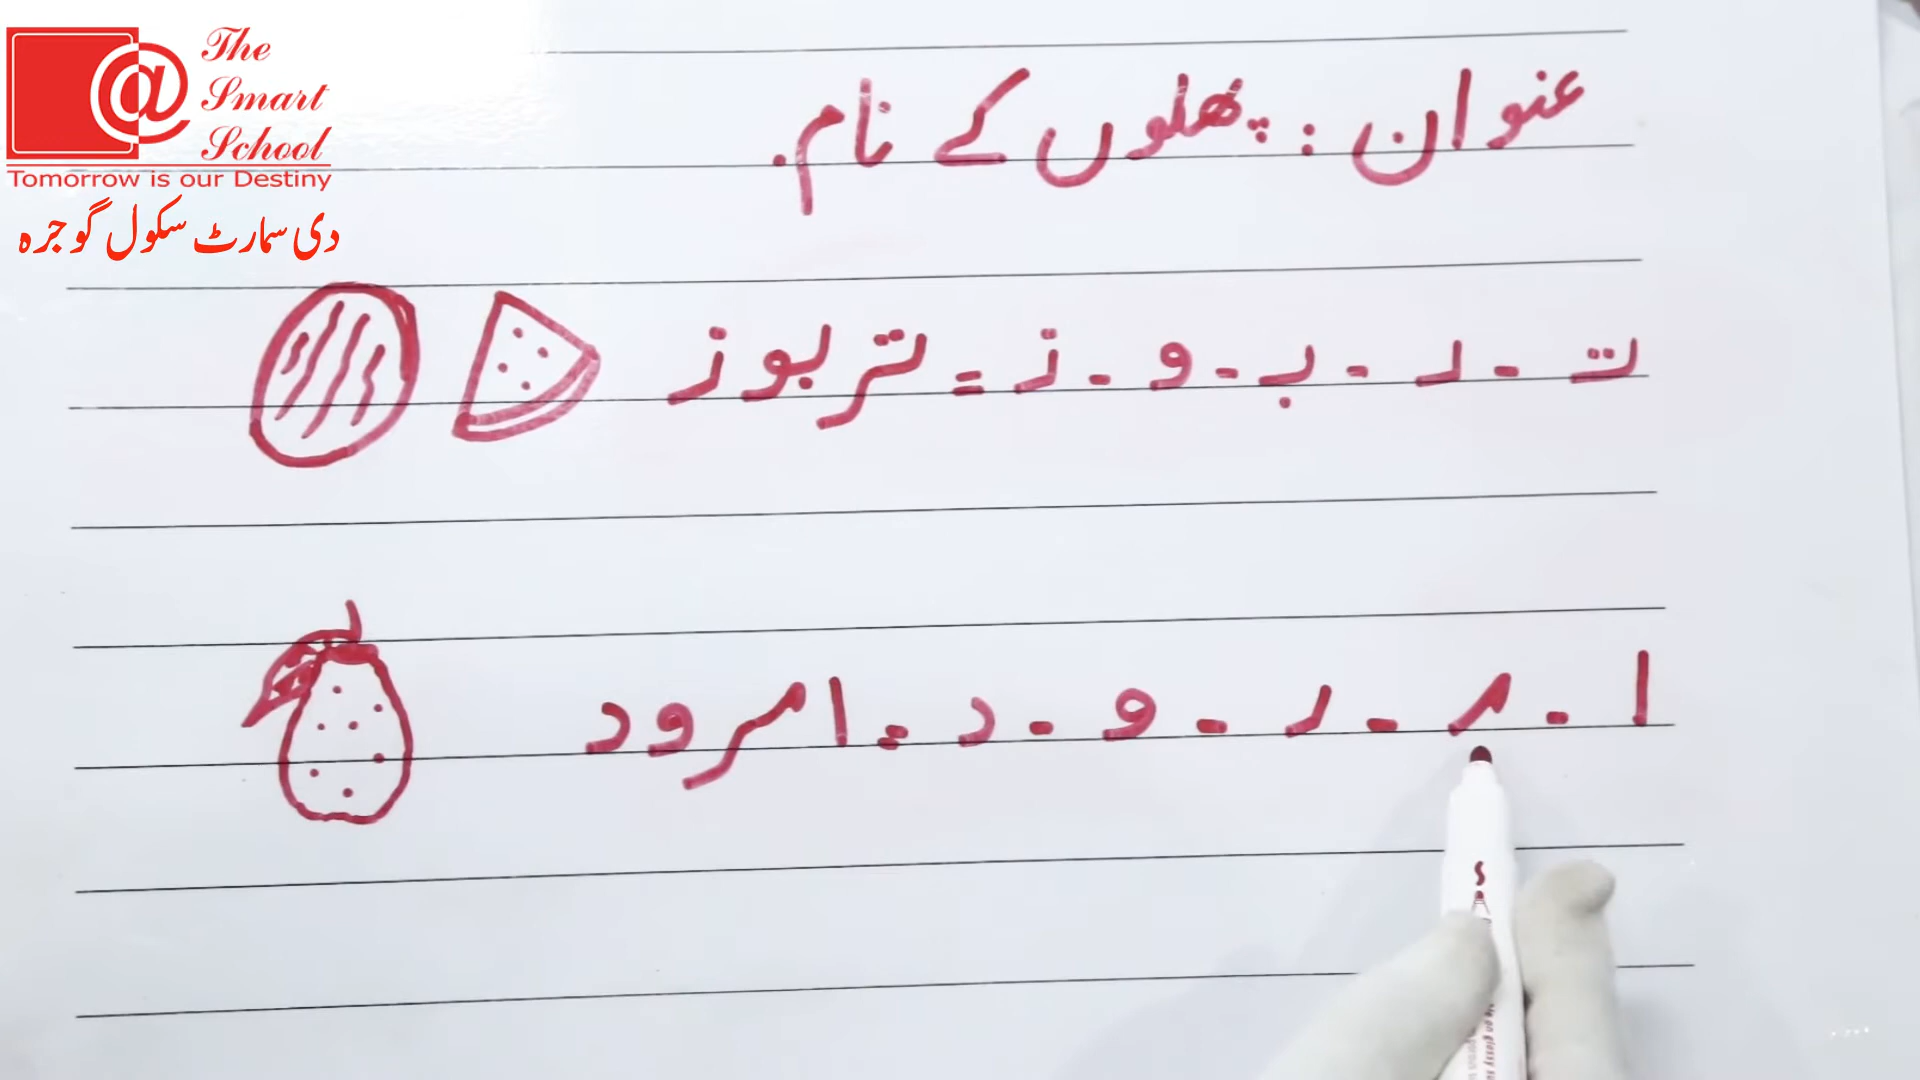 The
Smart
School
Tomorrow is our Destiny
دی سمارٹ سکول گوجرہ
عنوان : پھلوں کے نام.
ت - ر - ب - و - ز = تربوز
ا - م - ر - و - د = امرود